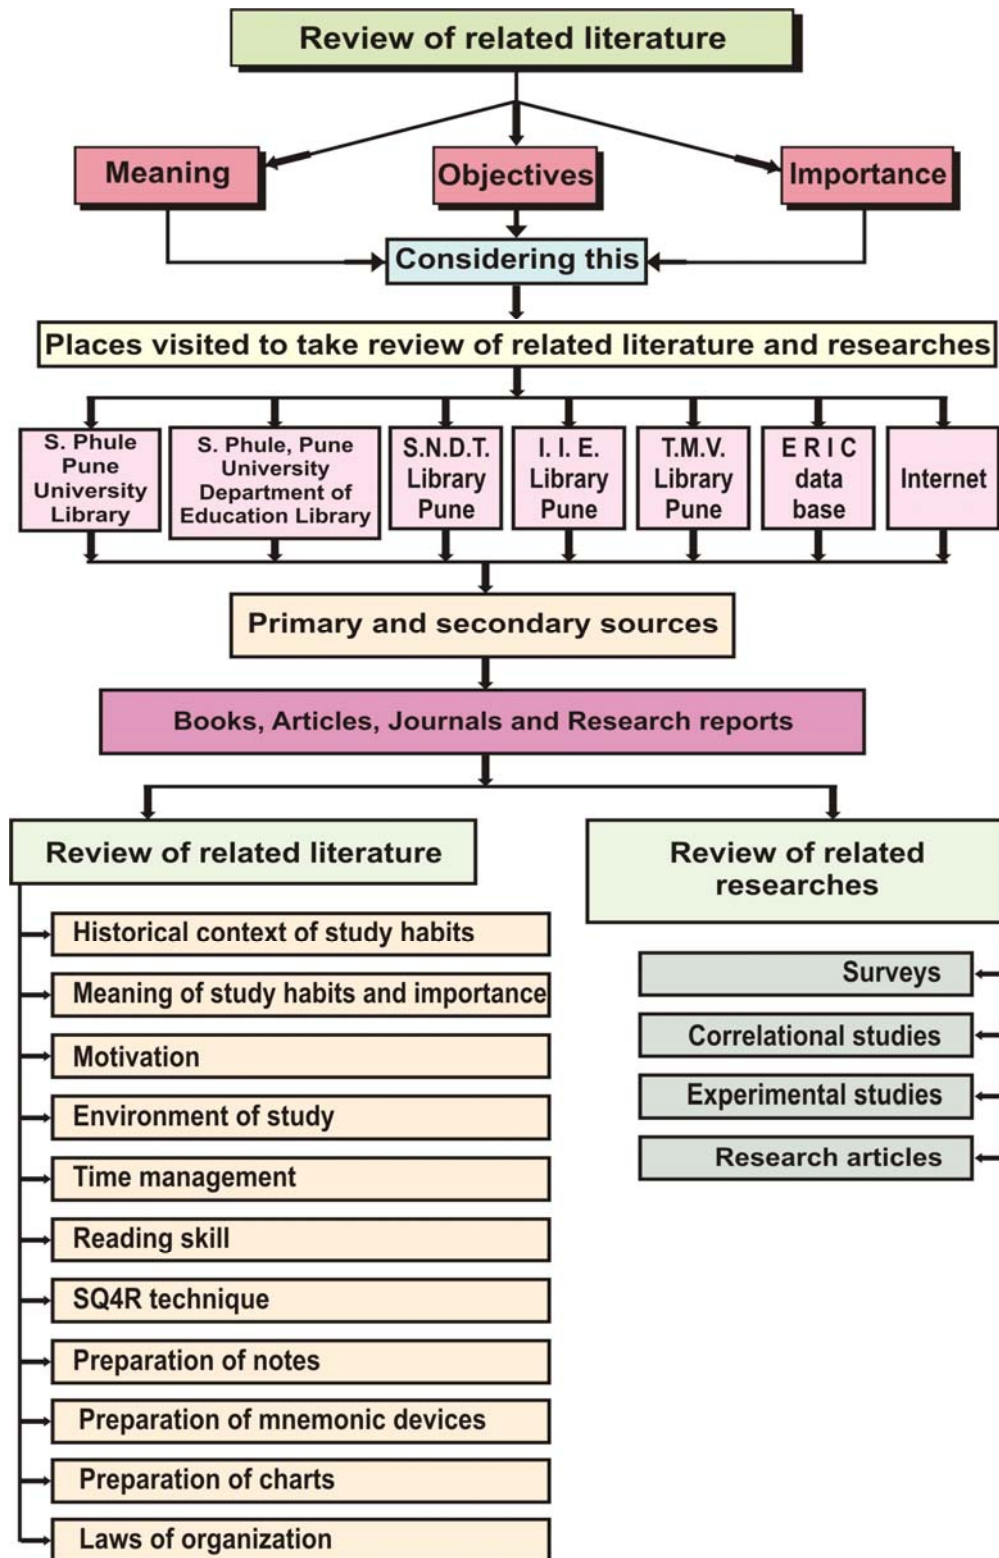 Review of related literature
Meaning
Objectives
Importance
Considering this
Places visited to take review of related literature and researches
S. Phule
Pune
University
Library
S. Phule, Pune
University
Department of
Education Library
S.N.D.T.
Library
Pune
I. I. E.
Library
Pune
T.M.V.
Library
Pune
E R I C
data
base
Internet
Primary and secondary sources
Books, Articles, Journals and Research reports
Review of related literature
Historical context of study habits
Meaning of study habits and importance
Motivation
Environment of study
Time management
Reading skill
SQ4R technique
Preparation of notes
Preparation of mnemonic devices
Preparation of charts
Laws of organization
Review of related
researches
Surveys
Correlational studies
Experimental studies
Research articles